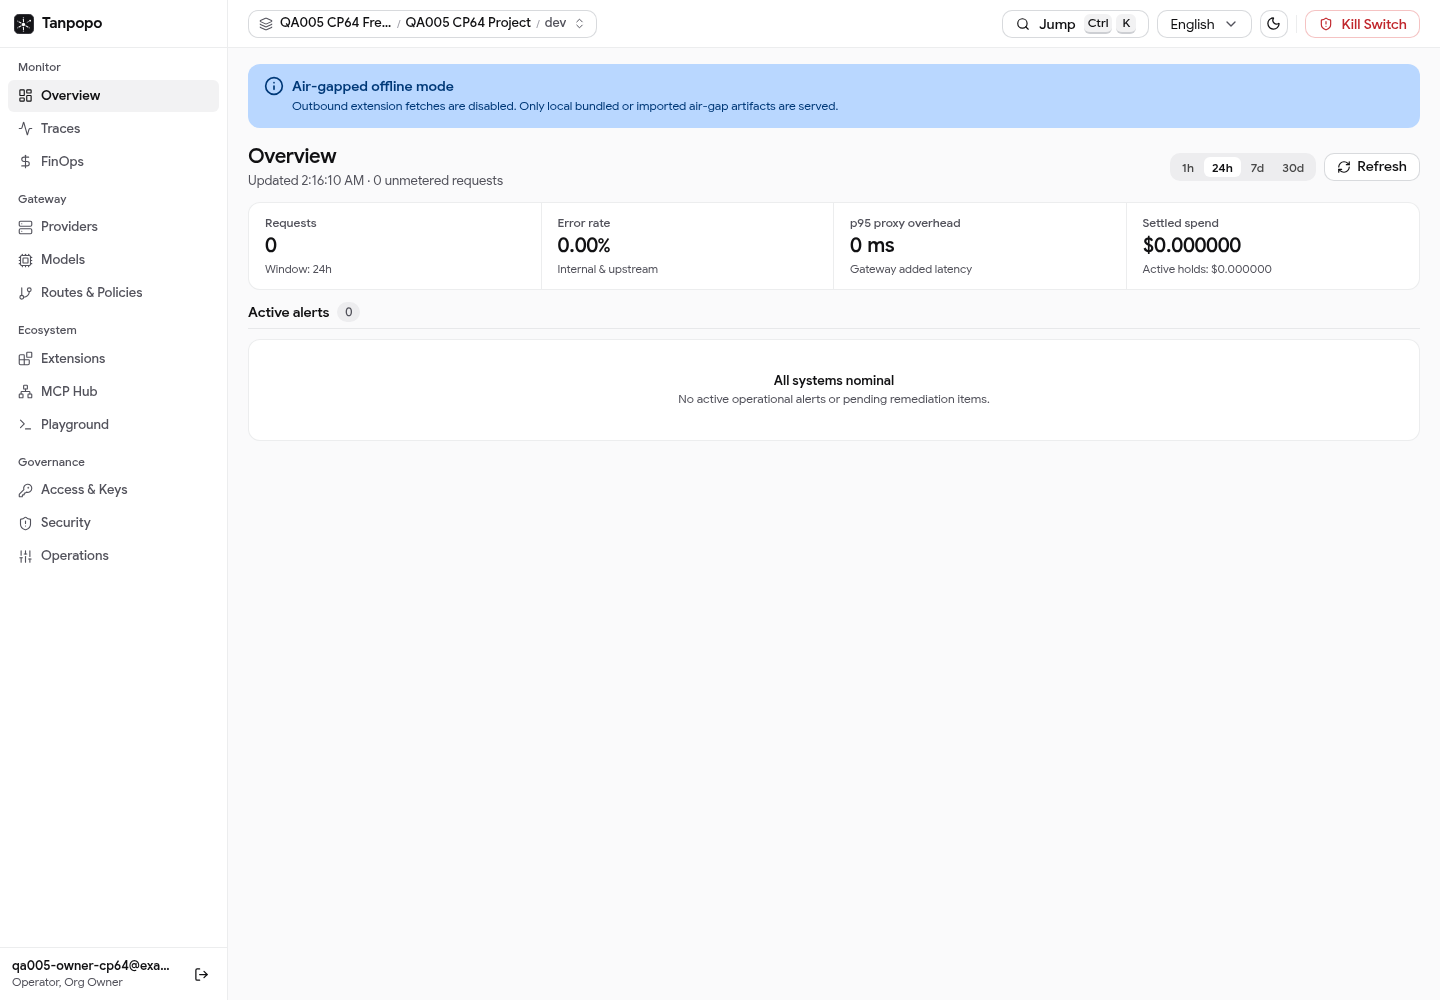 Tanpopo
QA005 CP64 Fre... / QA005 CP64 Project / dev
Jump Ctrl K
English
Kill Switch
Monitor
Overview
Traces
FinOps
Gateway
Providers
Models
Routes & Policies
Ecosystem
Extensions
MCP Hub
Playground
Governance
Access & Keys
Security
Operations
qa005-owner-cp64@exa...
Operator, Org Owner
Air-gapped offline mode
Outbound extension fetches are disabled. Only local bundled or imported air-gap artifacts are served.
Overview
Updated 2:16:10 AM · 0 unmetered requests
1h 24h 7d 30d
Refresh
Requests
0
Window: 24h
Error rate
0.00%
Internal & upstream
p95 proxy overhead
0 ms
Gateway added latency
Settled spend
$0.000000
Active holds: $0.000000
Active alerts 0
All systems nominal
No active operational alerts or pending remediation items.